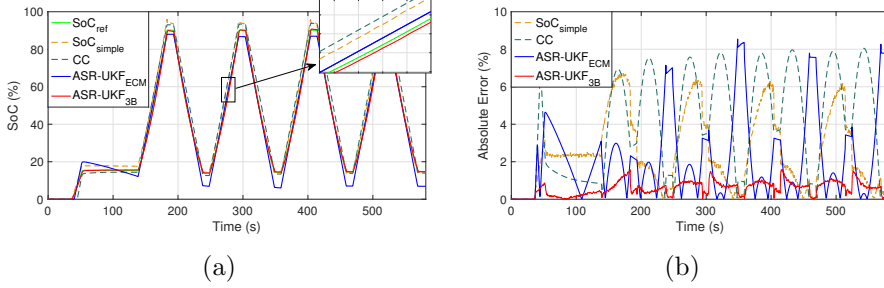 100
80
60
40
20
0
SoC (%)
SoC_ref
SoC_simple
CC
ASR-UKF_ECM
ASR-UKF_3B
0 100 200 300 400 500
Time (s)
(a)
8
6
4
2
0
Absolute Error (%)
SoC_simple
CC
ASR-UKF_ECM
ASR-UKF_3B
0 100 200 300 400 500
Time (s)
(b)